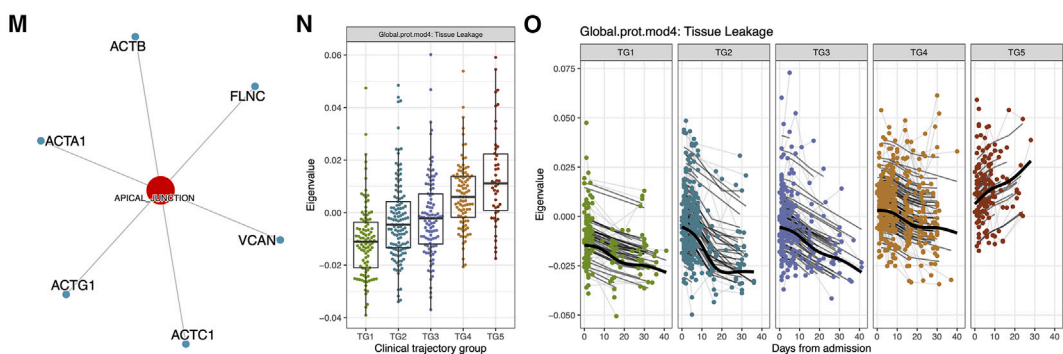 M
ACTB
FLNC
ACTA1
APICAL_JUNCTION
VCAN
ACTG1
ACTC1
N
Global.prot.mod4: Tissue Leakage
Eigenvalue
0.06
0.04
0.02
0.00
−0.02
−0.04
TG1 TG2 TG3 TG4 TG5
Clinical trajectory group
O
Global.prot.mod4: Tissue Leakage
TG1 TG2 TG3 TG4 TG5
Eigenvalue
0.075
0.050
0.025
0.000
−0.025
−0.050
0 10 20 30 40 0 10 20 30 40 0 10 20 30 40 0 10 20 30 40 0 10 20 30 40
Days from admission